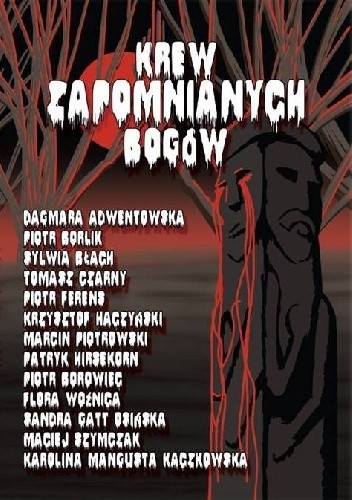 KREW
ZAPOMNIANYCH
BOGÓW
DAGMARA ADWENTOWSKA
PIOTR BORLIK
SYLWIA BŁACH
TOMASZ CZARNY
PIOTR FERENS
KRZYSZTOF HACZYŃSKI
MARCIN PIOTROWSKI
PATRYK HIRSEKORN
PIOTR BOROWIEC
FLORA WOŹNICA
SANDRA GATT OSIŃSKA
MACIEJ SZYMCZAK
KAROLINA MANGUSTA KACZKOWSKA